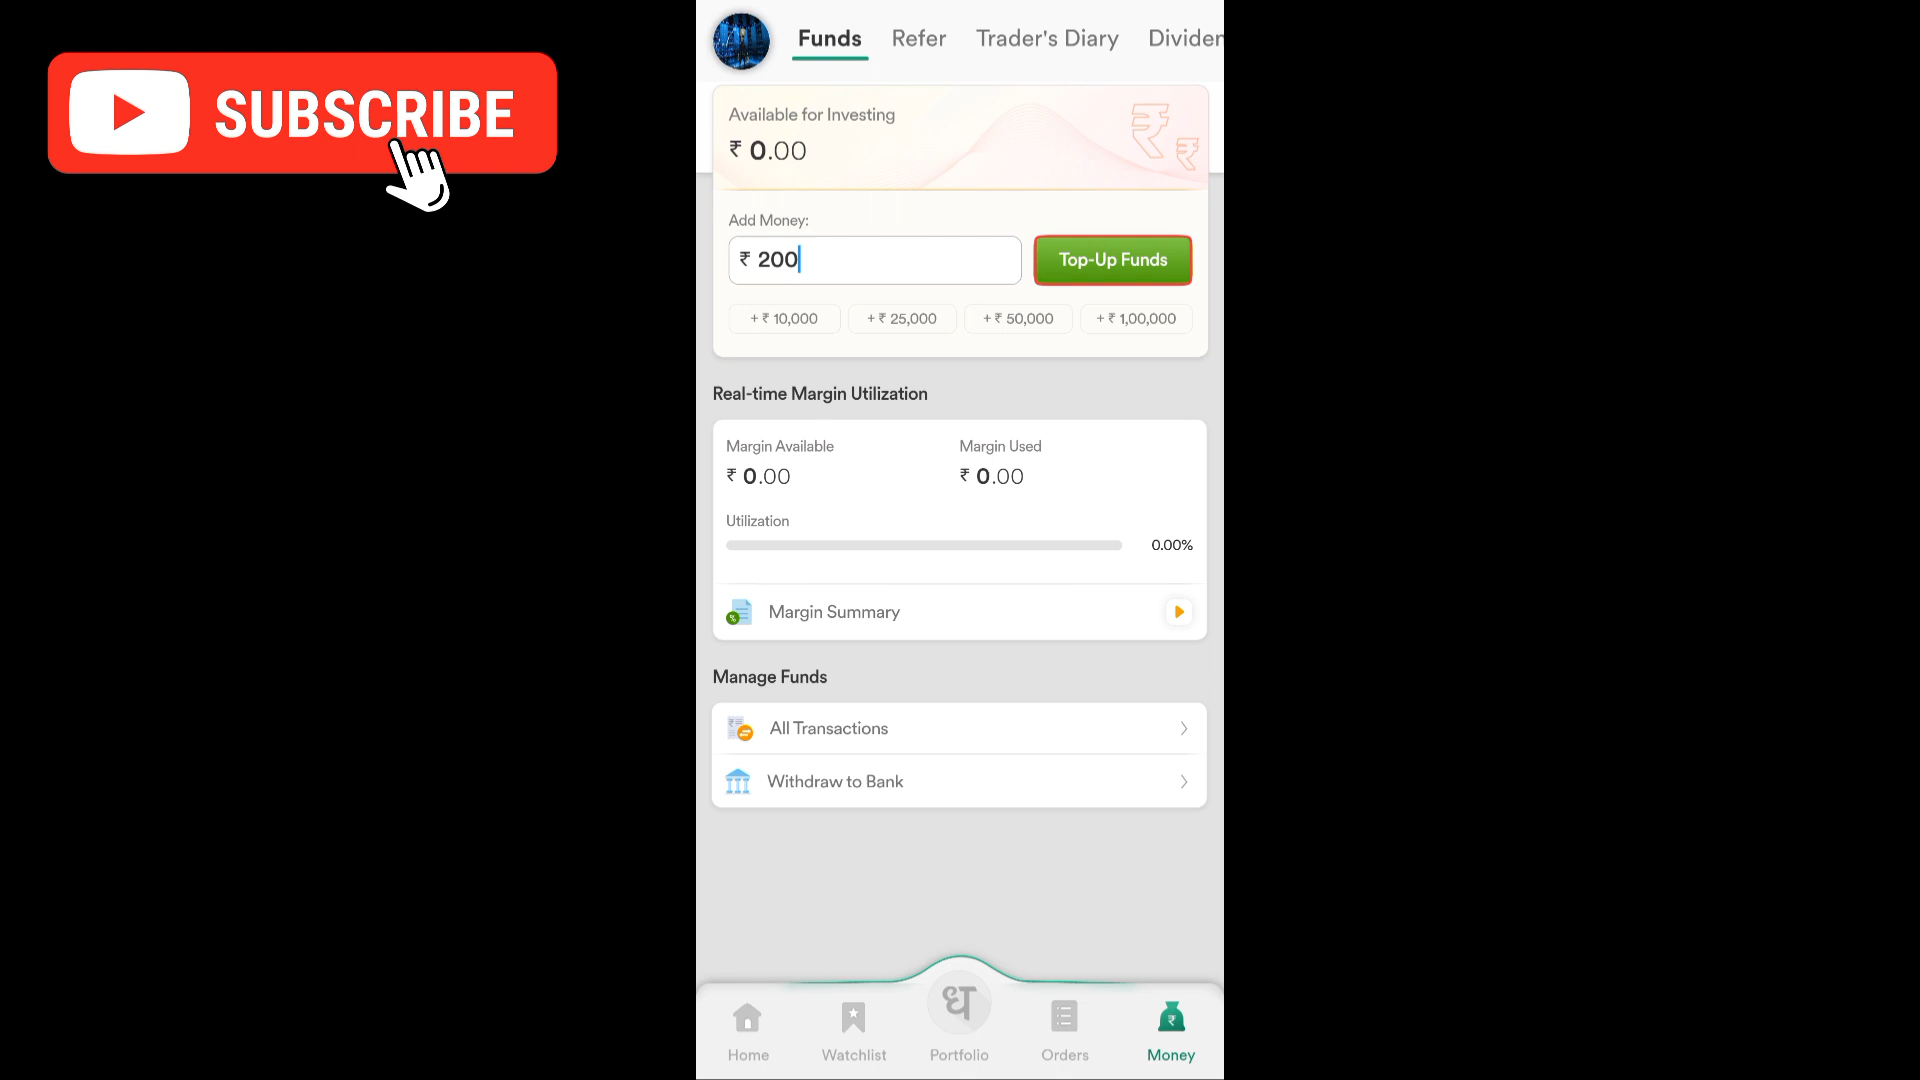 SUBSCRIBE
Funds Refer Trader's Diary Dividen
Available for Investing
₹ 0.00
Add Money:
₹ 200 Top-Up Funds
+ ₹ 10,000 + ₹ 25,000 + ₹ 50,000 + ₹ 1,00,000
Real-time Margin Utilization
Margin Available Margin Used
₹ 0.00 ₹ 0.00
Utilization
0.00%
Margin Summary
Manage Funds
All Transactions
Withdraw to Bank
ध
Home Watchlist Portfolio Orders Money